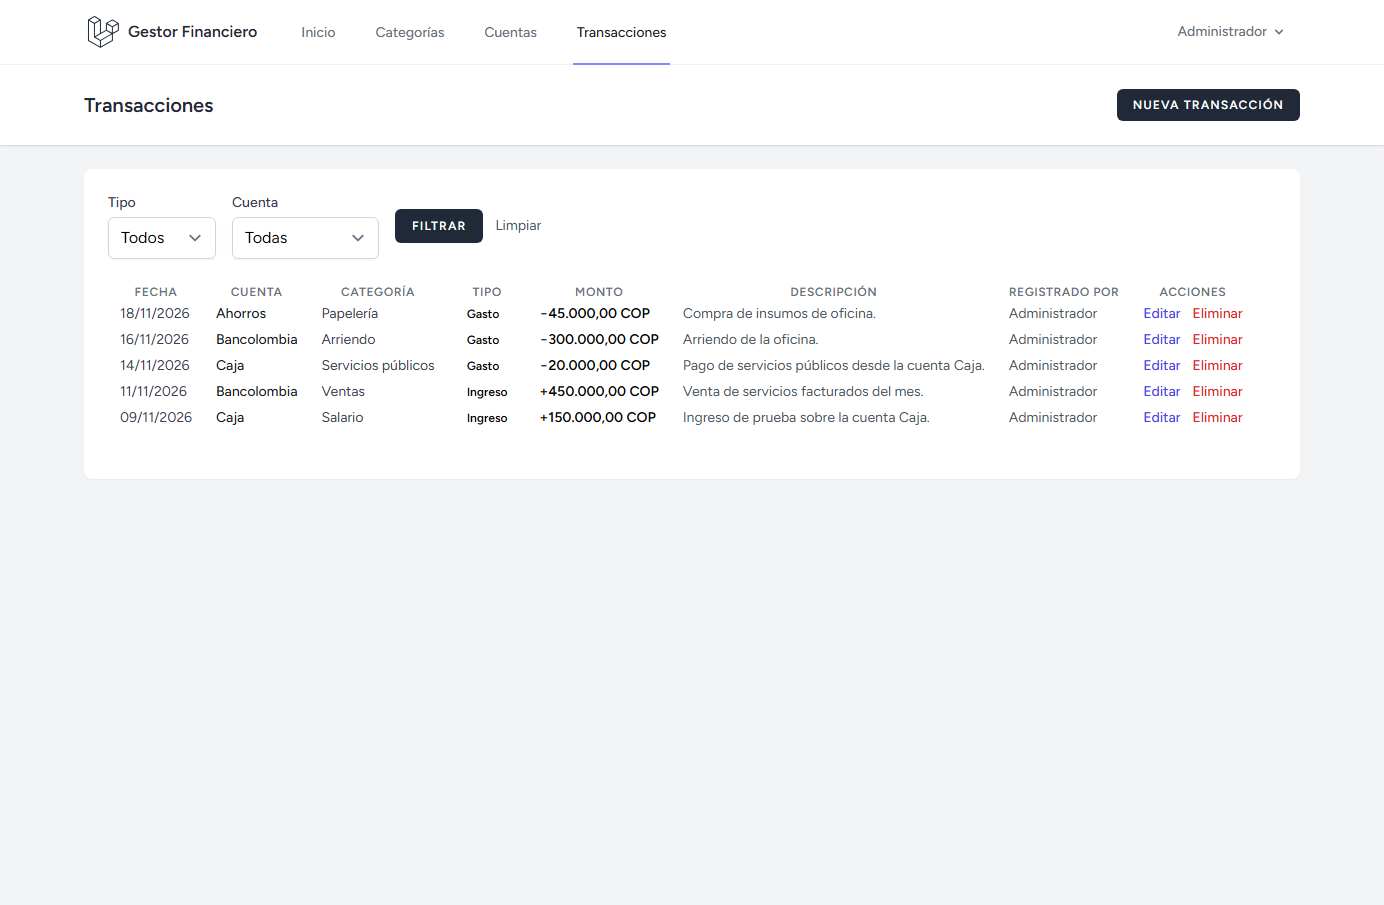 Gestor Financiero Inicio Categorías Cuentas Transacciones Administrador
Transacciones NUEVA TRANSACCIÓN
Tipo Cuenta
Todos Todas FILTRAR Limpiar
FECHA CUENTA CATEGORÍA TIPO MONTO DESCRIPCIÓN REGISTRADO POR ACCIONES
18/11/2026 Ahorros Papelería Gasto -45.000,00 COP Compra de insumos de oficina. Administrador Editar Eliminar
16/11/2026 Bancolombia Arriendo Gasto -300.000,00 COP Arriendo de la oficina. Administrador Editar Eliminar
14/11/2026 Caja Servicios públicos Gasto -20.000,00 COP Pago de servicios públicos desde la cuenta Caja. Administrador Editar Eliminar
11/11/2026 Bancolombia Ventas Ingreso +450.000,00 COP Venta de servicios facturados del mes. Administrador Editar Eliminar
09/11/2026 Caja Salario Ingreso +150.000,00 COP Ingreso de prueba sobre la cuenta Caja. Administrador Editar Eliminar